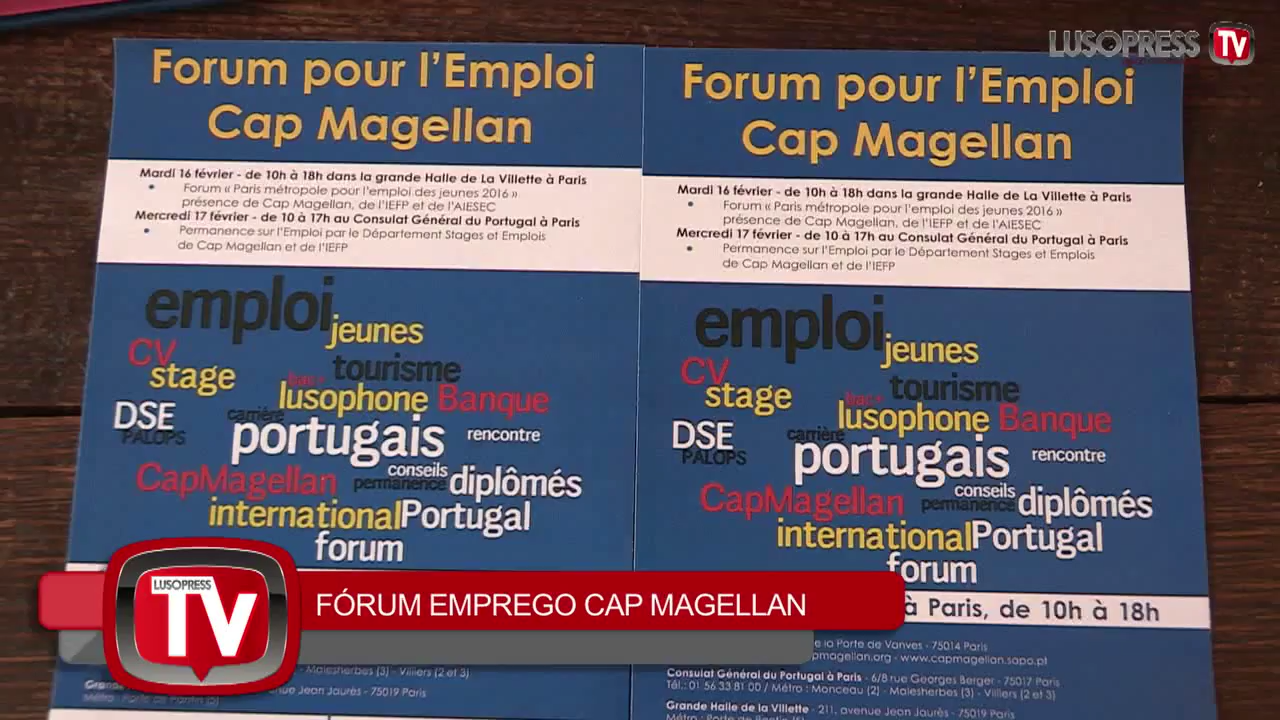 LUSOPRESS TV
Forum pour l'Emploi
Cap Magellan
Mardi 16 février - de 10h à 18h dans la grande Halle de La Villette à Paris
• Forum « Paris métropole pour l'emploi des jeunes 2016 »
présence de Cap Magellan, de l'IEFP et de l'AIESEC
Mercredi 17 février - de 10 à 17h au Consulat Général du Portugal à Paris
• Permanence sur l'Emploi par le Département Stages et Emplois
de Cap Magellan et de l'IEFP
emploi
jeunes
CV
tourisme
stage
bac+
lusophone Banque
DSE
carrière
PALOPS
portugais
rencontre
conseils
CapMagellan permanence diplômés
international Portugal
forum
Malesherbes (3) - Villiers (2 et 3)
Jean Jaurès - 75019 Paris
Forum pour l'Emploi
Cap Magellan
Mardi 16 février - de 10h à 18h dans la grande Halle de La Villette à Paris
• Forum « Paris métropole pour l'emploi des jeunes 2016 »
présence de Cap Magellan, de l'IEFP et de l'AIESEC
Mercredi 17 février - de 10 à 17h au Consulat Général du Portugal à Paris
• Permanence sur l'Emploi par le Département Stages et Emplois
de Cap Magellan et de l'IEFP
emploi
jeunes
CV
tourisme
stage
bac+
lusophone Banque
DSE
carrière
PALOPS
portugais
rencontre
conseils
CapMagellan permanence diplômés
international Portugal
forum
à Paris, de 10h à 18h
la Porte de Vanves - 75014 Paris
www.capmagellan.sapo.pt
Consulat Général du Portugal à Paris - 6/8 rue Georges Berger - 75017 Paris
Tél.: 01 56 33 81 00 / Métro : Monceau (2) - Malesherbes (3) - Villiers (2 et 3)
Grande Halle de la Villette - 211, avenue Jean Jaurès - 75019 Paris
LUSOPRESS
TV
FÓRUM EMPREGO CAP MAGELLAN